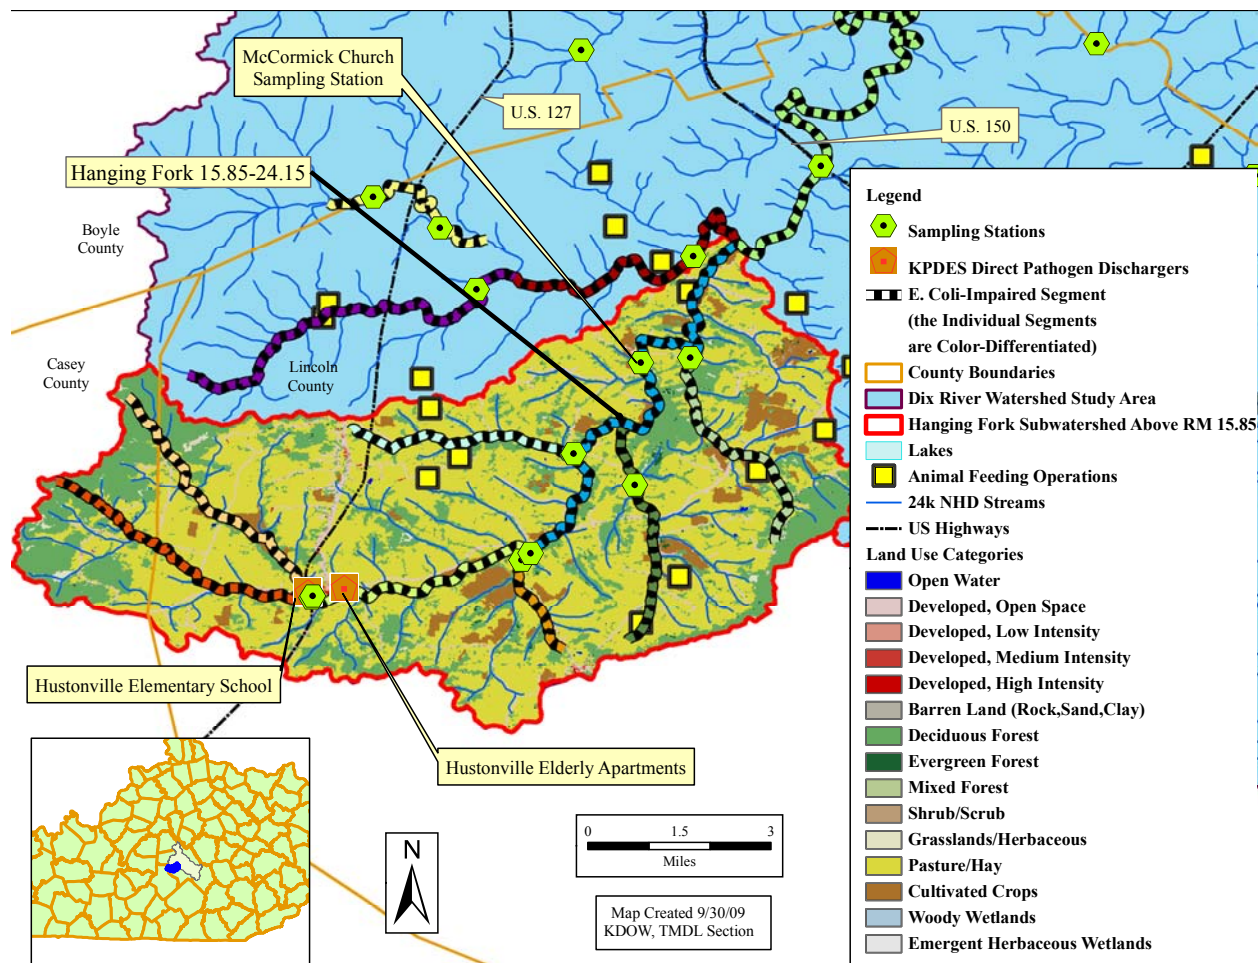 McCormick Church
Sampling Station
U.S. 127
U.S. 150
Hanging Fork 15.85-24.15
Boyle
County
Casey
County
Lincoln
County
Hustonville Elementary School
Hustonville Elderly Apartments
N
0 1.5 3
Miles
Map Created 9/30/09
KDOW, TMDL Section
Legend
Sampling Stations
KPDES Direct Pathogen Dischargers
E. Coli-Impaired Segment
(the Individual Segments
are Color-Differentiated)
County Boundaries
Dix River Watershed Study Area
Hanging Fork Subwatershed Above RM 15.85
Lakes
Animal Feeding Operations
24k NHD Streams
US Highways
Land Use Categories
Open Water
Developed, Open Space
Developed, Low Intensity
Developed, Medium Intensity
Developed, High Intensity
Barren Land (Rock,Sand,Clay)
Deciduous Forest
Evergreen Forest
Mixed Forest
Shrub/Scrub
Grasslands/Herbaceous
Pasture/Hay
Cultivated Crops
Woody Wetlands
Emergent Herbaceous Wetlands